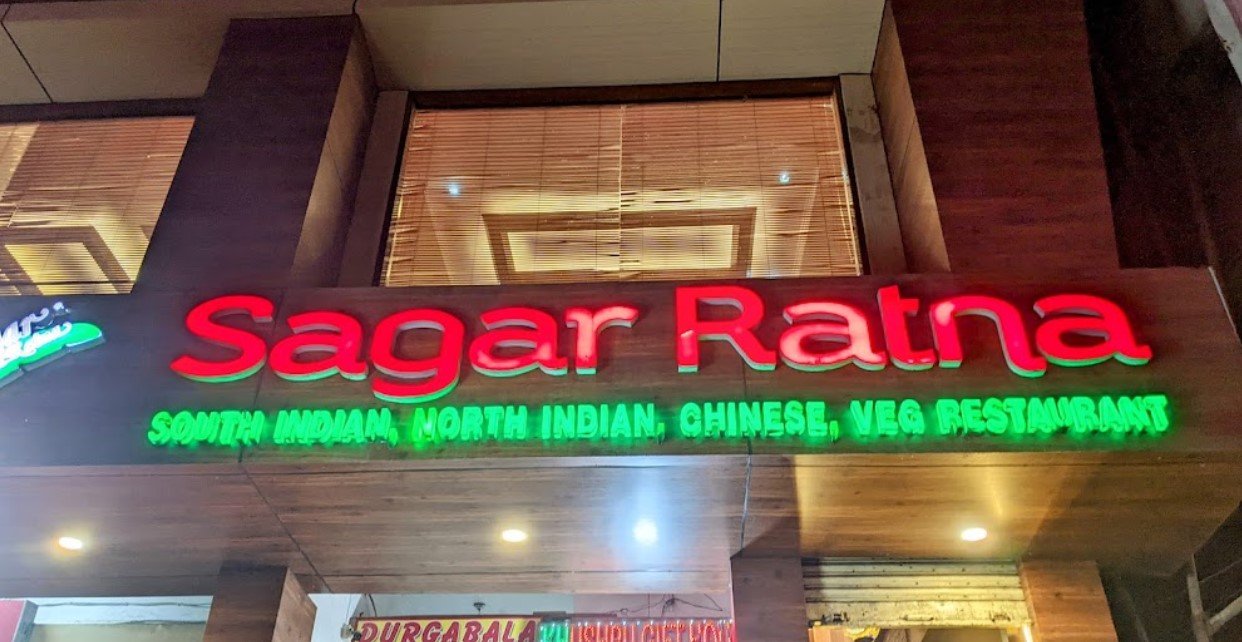 Sagar Ratna
SOUTH INDIAN, NORTH INDIAN, CHINESE, VEG RESTAURANT
DURGABALA